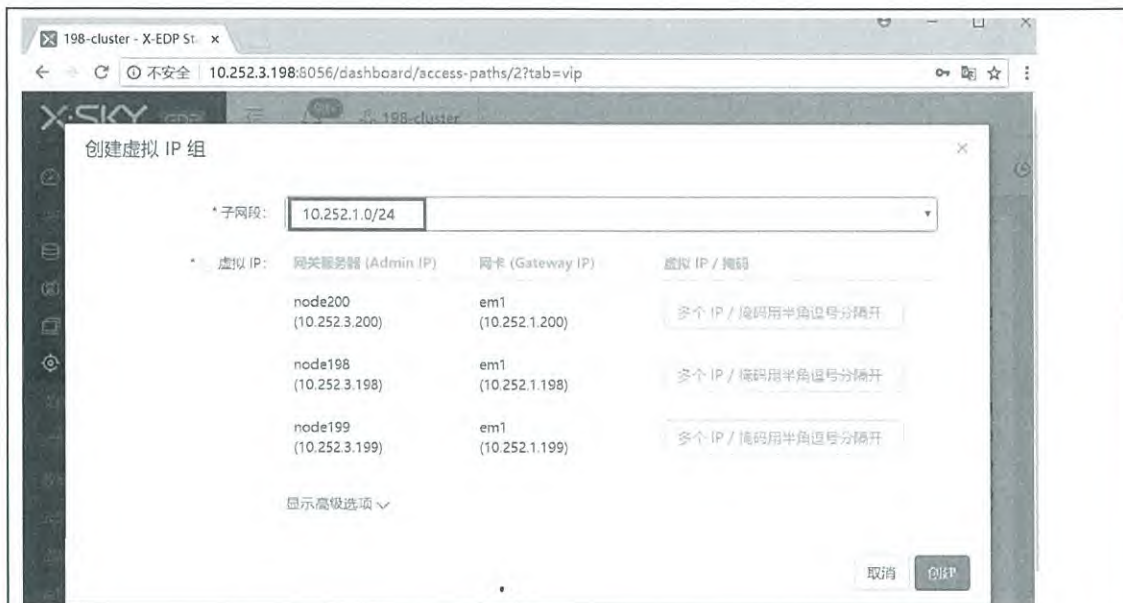 198-cluster - X-EDP St. ×
不安全 | 10.252.3.198:8056/dashboard/access-paths/2?tab=vip
X·SKY EDP 198-cluster
创建虚拟 IP 组 ×
* 子网段: 10.252.1.0/24
* 虚拟 IP: 网关服务器 (Admin IP) 网卡 (Gateway IP) 虚拟 IP / 掩码
node200 em1 多个 IP / 掩码用半角逗号分隔开
(10.252.3.200) (10.252.1.200)
node198 em1 多个 IP / 掩码用半角逗号分隔开
(10.252.3.198) (10.252.1.198)
node199 em1 多个 IP / 掩码用半角逗号分隔开
(10.252.3.199) (10.252.1.199)
显示高级选项
取消 创建